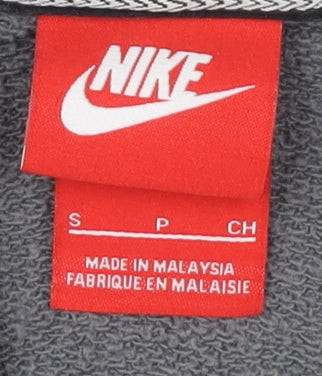 NIKE
S P CH
MADE IN MALAYSIA
FABRIQUE EN MALAISIE